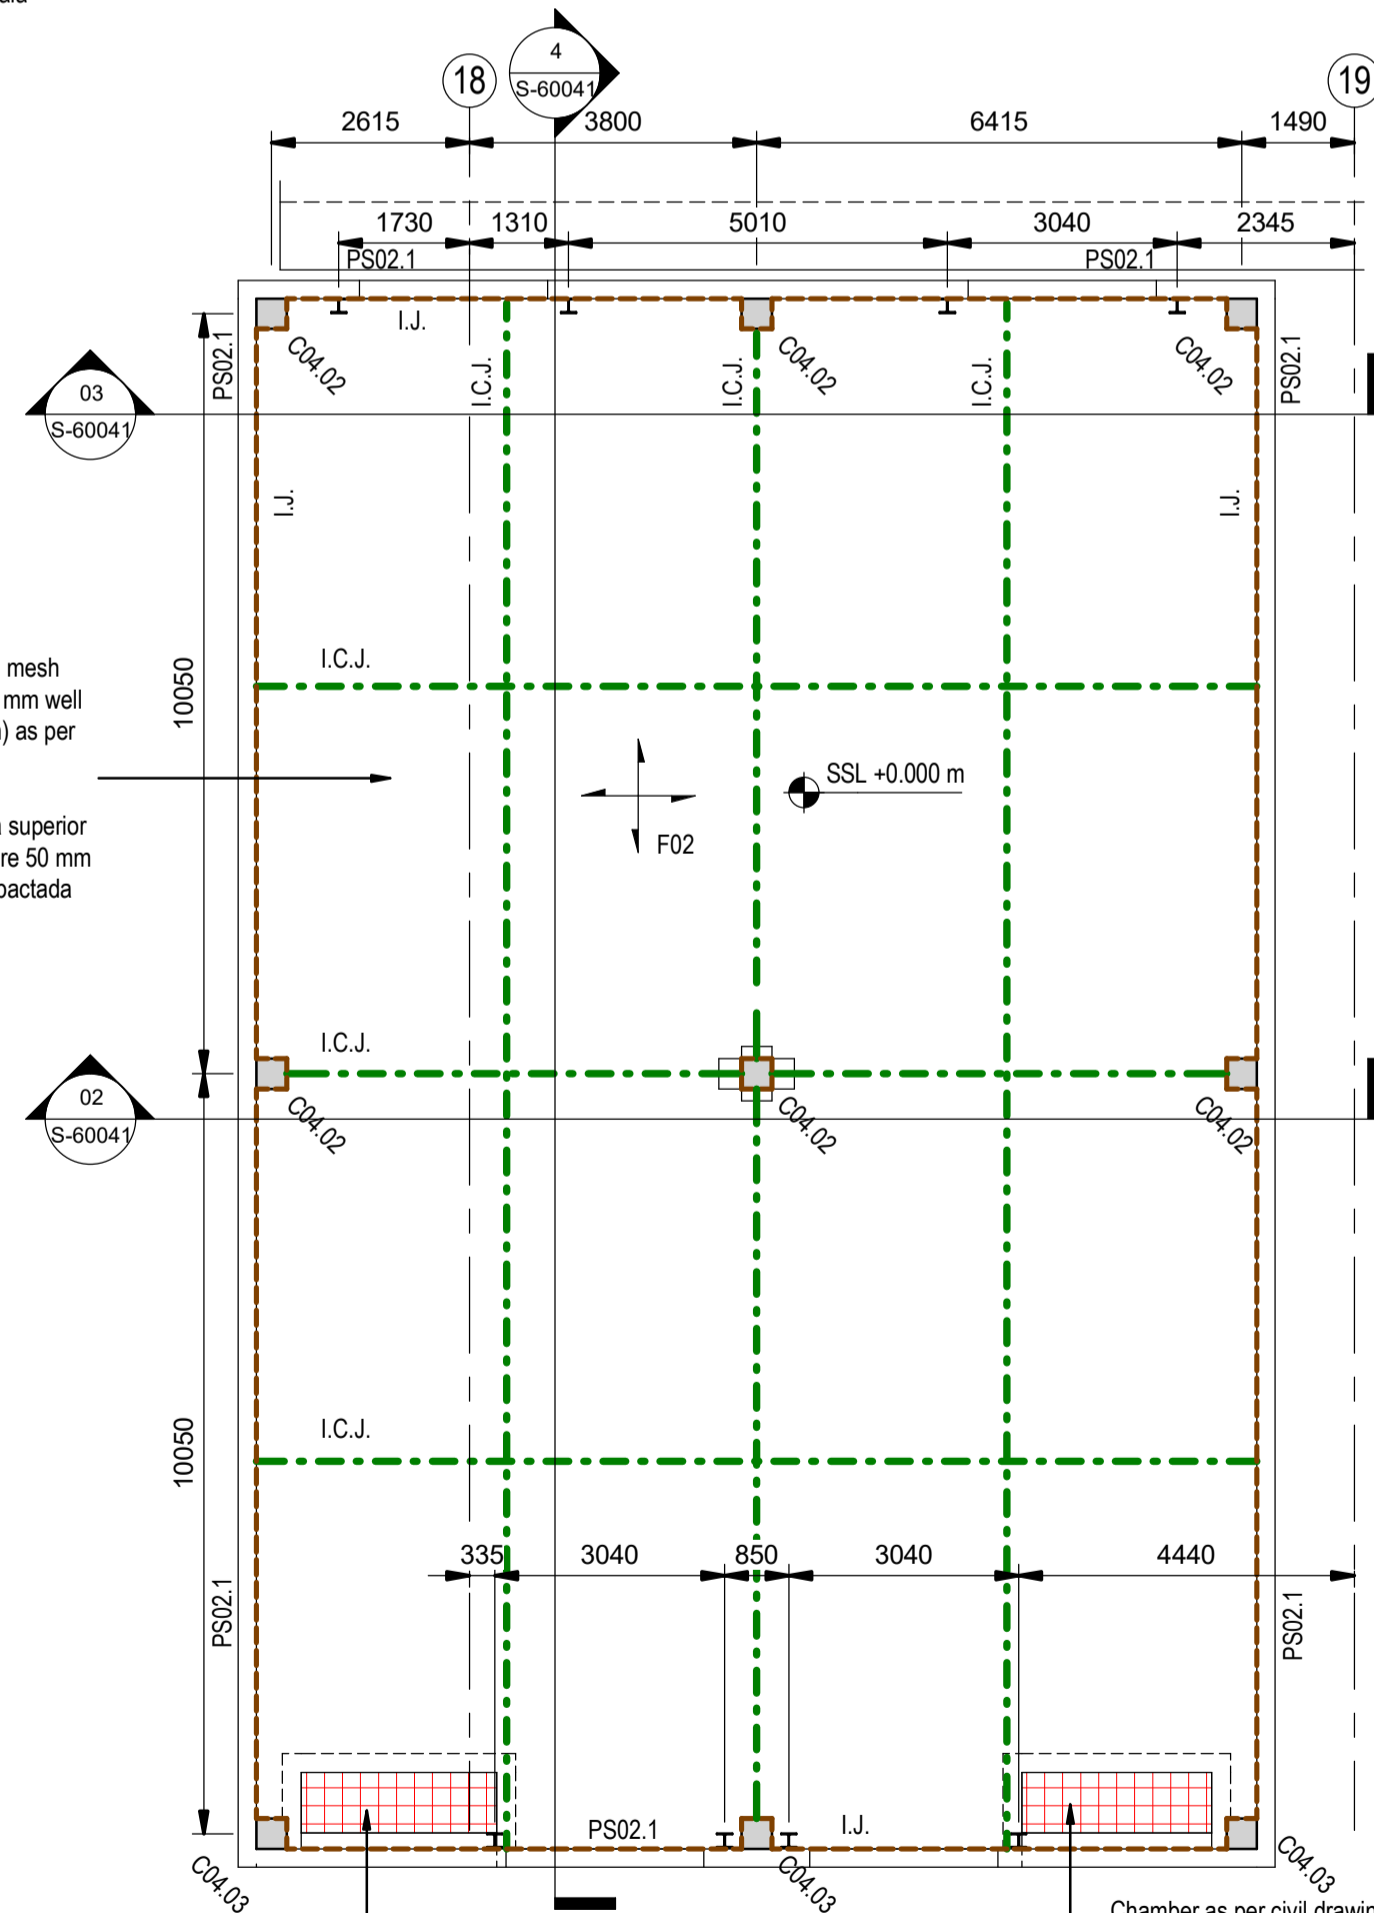 4
S-60041
18
19
2615
3800
6415
1490
1730
1310
5010
3040
2345
PS02.1
PS02.1
I.J.
PS02.1
C04.02
I.C.J.
I.C.J.
C04.02
I.C.J.
C04.02
PS02.1
03
S-60041
I.J.
I.J.
mesh
mm well
) as per
10050
I.C.J.
SSL +0.000 m
superior
re 50 mm
F02
I.C.J.
02
S-60041
C04.02
C04.02
C04.02
10050
I.C.J.
335
3040
850
3040
4440
PS02.1
PS02.1
PS02.1
I.J.
C04.03
C04.03
C04.03
Chamber as per civil